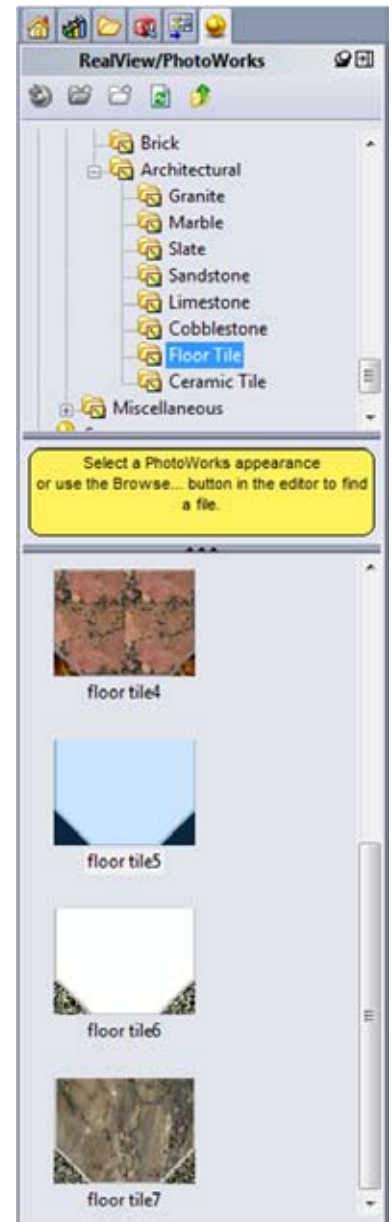 RealView/PhotoWorks
Brick
Architectural
Granite
Marble
Slate
Sandstone
Limestone
Cobblestone
Floor Tile
Ceramic Tile
Miscellaneous
Select a PhotoWorks appearance
or use the Browse... button in the editor to find
a file.
floor tile4
floor tile5
floor tile6
floor tile7